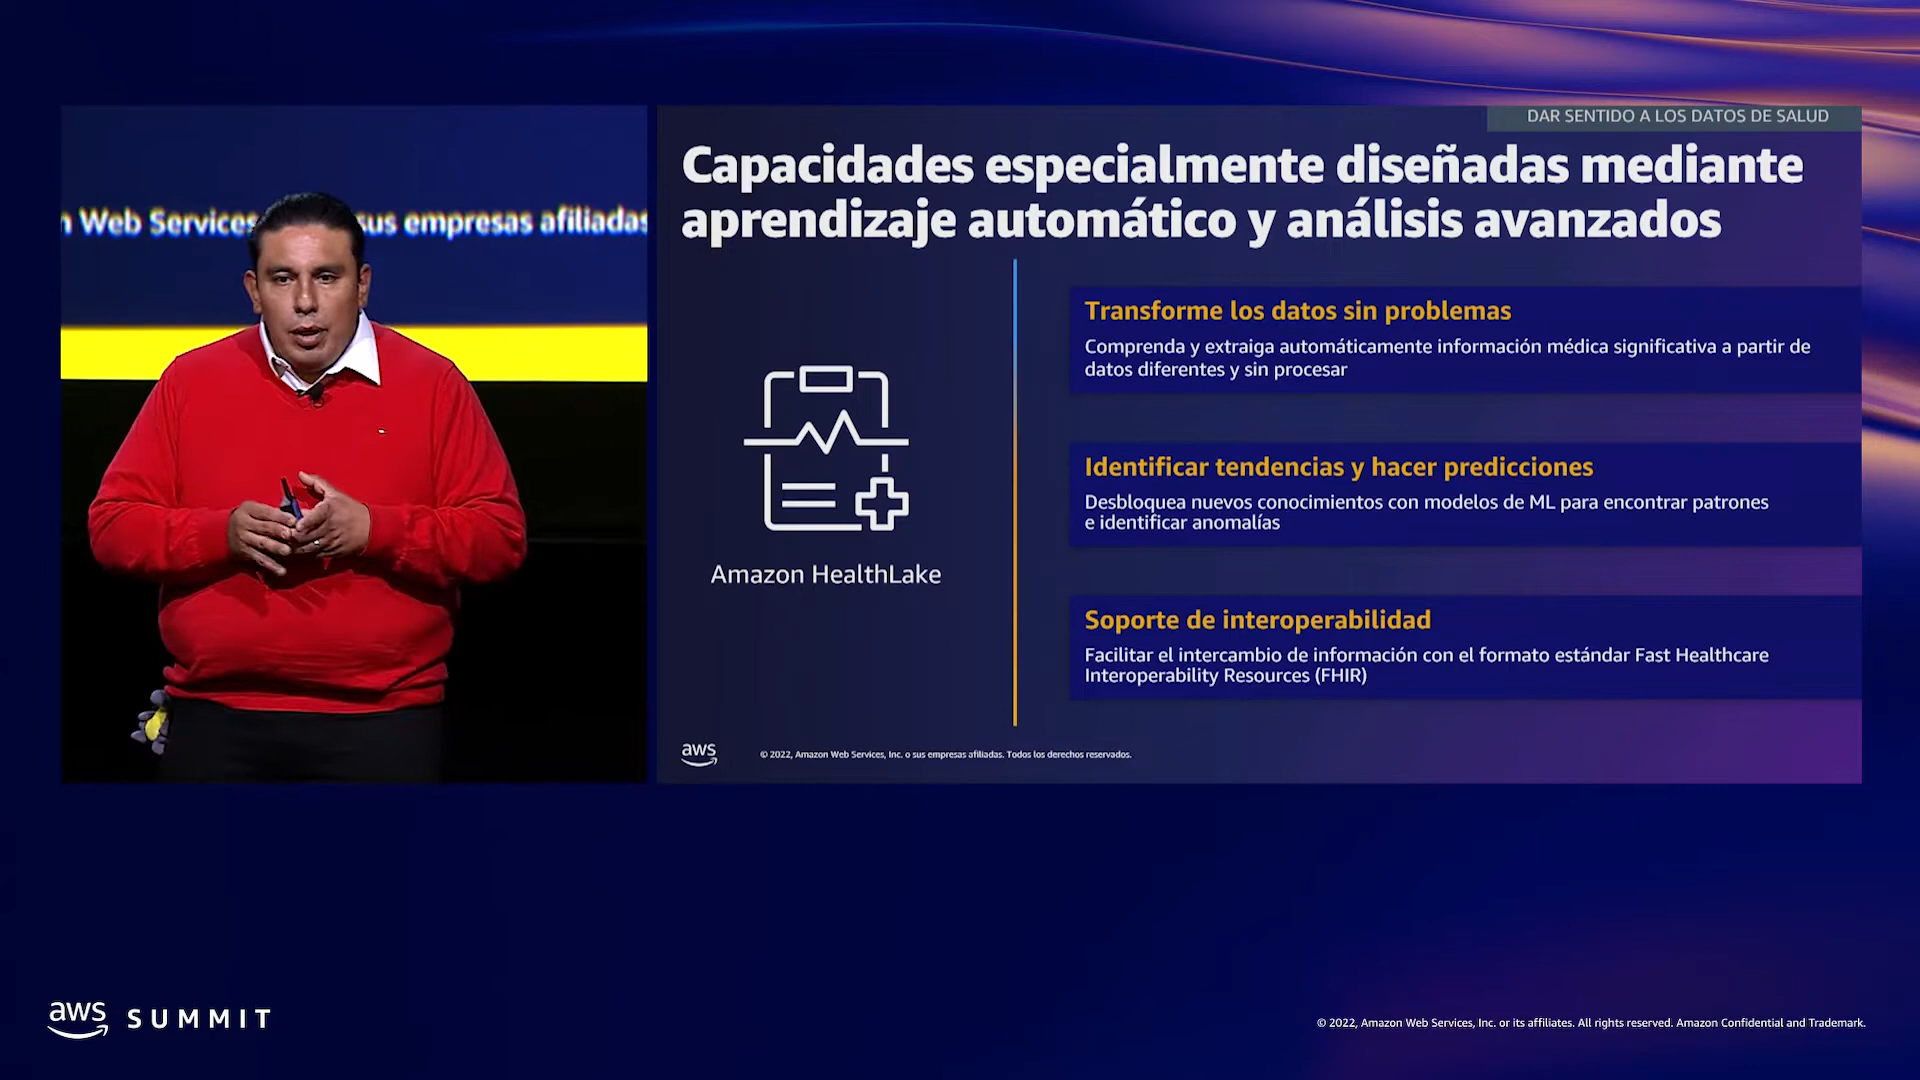 n Web Services
sus empresas afiliadas
DAR SENTIDO A LOS DATOS DE SALUD
Capacidades especialmente diseñadas mediante
aprendizaje automático y análisis avanzados
Amazon HealthLake
Transforme los datos sin problemas
Comprenda y extraiga automáticamente información médica significativa a partir de
datos diferentes y sin procesar
Identificar tendencias y hacer predicciones
Desbloquea nuevos conocimientos con modelos de ML para encontrar patrones
e identificar anomalías
Soporte de interoperabilidad
Facilitar el intercambio de información con el formato estándar Fast Healthcare
Interoperability Resources (FHIR)
aws
© 2022, Amazon Web Services, Inc. o sus empresas afiliadas. Todos los derechos reservados.
aws SUMMIT
© 2022, Amazon Web Services, Inc. or its affiliates. All rights reserved. Amazon Confidential and Trademark.